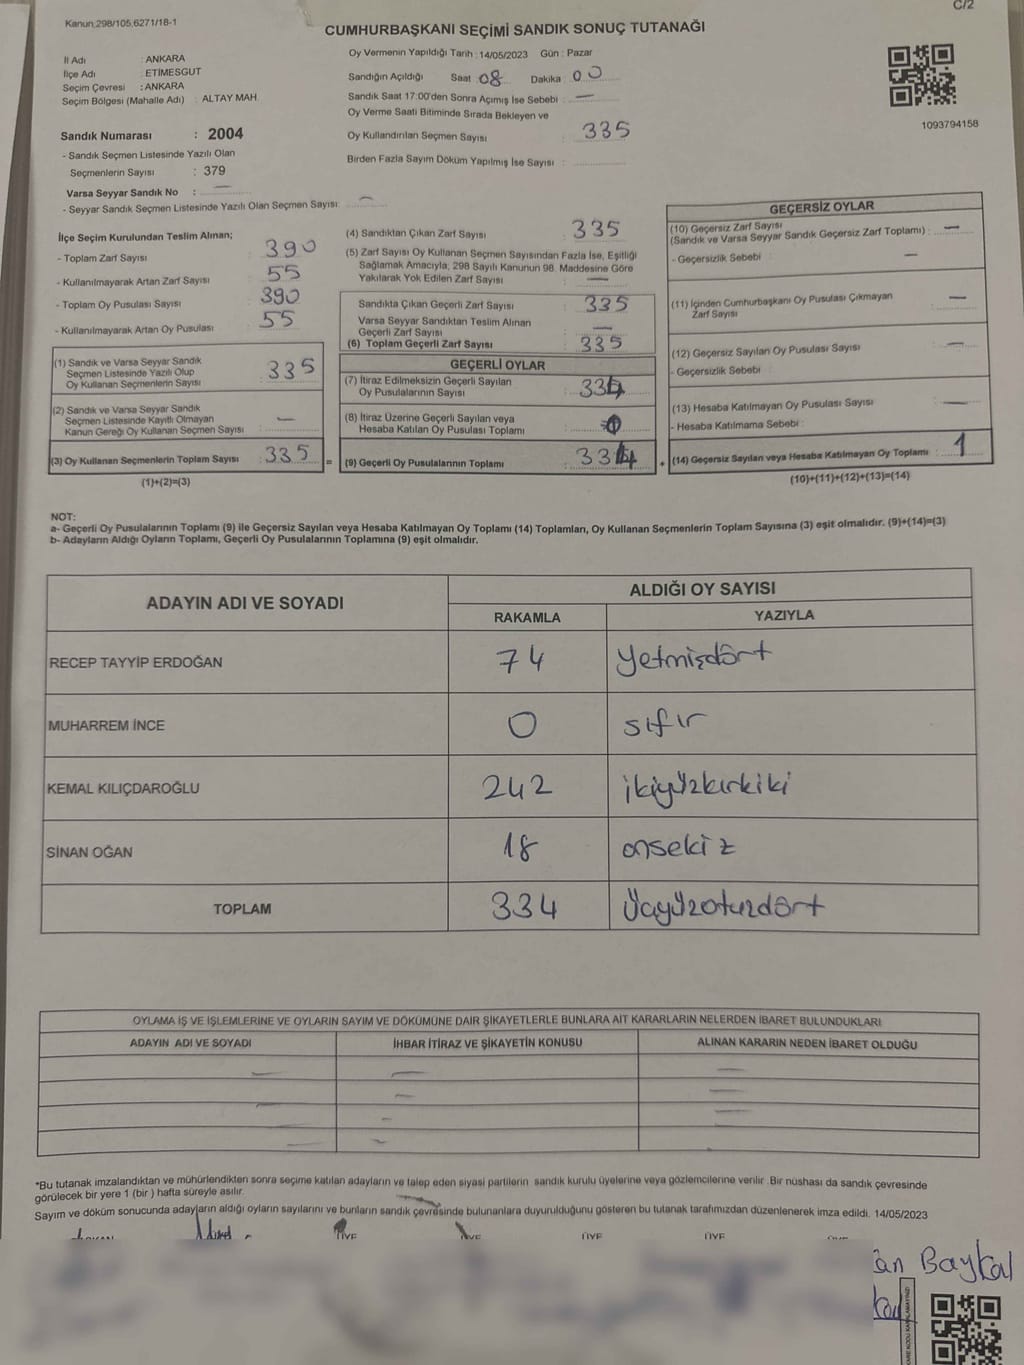 C/2
Kanun,298/105,6271/18-1
CUMHURBAŞKANI SEÇİMİ SANDIK SONUÇ TUTANAĞI
İl Adı : ANKARA
İlçe Adı : ETİMESGUT
Seçim Çevresi : ANKARA
Seçim Bölgesi (Mahalle Adı) : ALTAY MAH.
Sandık Numarası : 2004
- Sandık Seçmen Listesinde Yazılı Olan
Seçmenlerin Sayısı : 379
Varsa Seyyar Sandık No : —
- Seyyar Sandık Seçmen Listesinde Yazılı Olan Seçmen Sayısı: —
Oy Vermenin Yapıldığı Tarih : 14/05/2023 Gün : Pazar
Sandığın Açıldığı Saat : 08 Dakika : 00
Sandık Saat 17:00'den Sonra Açımış İse Sebebi : —
Oy Verme Saati Bitiminde Sırada Bekleyen ve
Oy Kullandırılan Seçmen Sayısı : 335
Birden Fazla Sayım Döküm Yapılmış İse Sayısı :
1093794158
İlçe Seçim Kurulundan Teslim Alınan;
- Toplam Zarf Sayısı 390
- Kullanılmayarak Artan Zarf Sayısı 55
- Toplam Oy Pusulası Sayısı 390
- Kullanılmayarak Artan Oy Pusulası 55
(1) Sandık ve Varsa Seyyar Sandık
Seçmen Listesinde Yazılı Olup
Oy Kullanan Seçmenlerin Sayısı : 335
(2) Sandık ve Varsa Seyyar Sandık
Seçmen Listesinde Kayıtlı Olmayan
Kanun Gereği Oy Kullanan Seçmen Sayısı : —
(3) Oy Kullanan Seçmenlerin Toplam Sayısı : 335
(1)+(2)=(3)
(4) Sandıktan Çıkan Zarf Sayısı : 335
(5) Zarf Sayısı Oy Kullanan Seçmen Sayısından Fazla İse, Eşitliği
Sağlamak Amacıyla, 298 Sayılı Kanunun 98. Maddesine Göre
Yakılarak Yok Edilen Zarf Sayısı : —
Sandıkta Çıkan Geçerli Zarf Sayısı : 335
Varsa Seyyar Sandıktan Teslim Alınan
Geçerli Zarf Sayısı : —
(6) Toplam Geçerli Zarf Sayısı : 335
GEÇERLİ OYLAR
(7) İtiraz Edilmeksizin Geçerli Sayılan
Oy Pusulalarının Sayısı : 334
(8) İtiraz Üzerine Geçerli Sayılan veya
Hesaba Katılan Oy Pusulası Toplamı :
(9) Geçerli Oy Pusulalarının Toplamı : 334
=
+
GEÇERSİZ OYLAR
(10) Geçersiz Zarf Sayısı
(Sandık ve Varsa Seyyar Sandık Geçersiz Zarf Toplamı) : —
- Geçersizlik Sebebi : —
(11) İçinden Cumhurbaşkanı Oy Pusulası Çıkmayan
Zarf Sayısı : —
(12) Geçersiz Sayılan Oy Pusulası Sayısı : —
- Geçersizlik Sebebi :
(13) Hesaba Katılmayan Oy Pusulası Sayısı : —
- Hesaba Katılmama Sebebi :
(14) Geçersiz Sayılan veya Hesaba Katılmayan Oy Toplamı : 1
(10)+(11)+(12)+(13)=(14)
NOT:
a- Geçerli Oy Pusulalarının Toplamı (9) ile Geçersiz Sayılan veya Hesaba Katılmayan Oy Toplamı (14) Toplamları, Oy Kullanan Seçmenlerin Toplam Sayısına (3) eşit olmalıdır. (9)+(14)=(3)
b- Adayların Aldığı Oyların Toplamı, Geçerli Oy Pusulalarının Toplamına (9) eşit olmalıdır.
ADAYIN ADI VE SOYADI
ALDIĞI OY SAYISI
RAKAMLA YAZIYLA
RECEP TAYYİP ERDOĞAN 74 yetmişdört
MUHARREM İNCE 0 sıfır
KEMAL KILIÇDAROĞLU 242 ikiyüzkırkiki
SİNAN OĞAN 18 onsekiz
TOPLAM 334 üçyüzotuzdört
OYLAMA İŞ VE İŞLEMLERİNE VE OYLARIN SAYIM VE DÖKÜMÜNE DAİR ŞİKAYETLERLE BUNLARA AİT KARARLARIN NELERDEN İBARET BULUNDUKLARI
ADAYIN ADI VE SOYADI İHBAR İTİRAZ VE ŞİKAYETİN KONUSU ALINAN KARARIN NEDEN İBARET OLDUĞU
*Bu tutanak imzalandıktan ve mühürlendikten sonra seçime katılan adayların ve talep eden siyasi partilerin sandık kurulu üyelerine veya gözlemcilerine verilir .Bir nüshası da sandık çevresinde
görülecek bir yere 1 (bir ) hafta süreyle asılır.
Sayım ve döküm sonucunda adayların aldığı oyların sayılarını ve bunların sandık çevresinde bulunanlara duyurulduğunu gösteren bu tutanak tarafımızdan düzenlenerek imza edildi. 14/05/2023
ÜYE ÜYE ÜYE ÜYE
Baykal